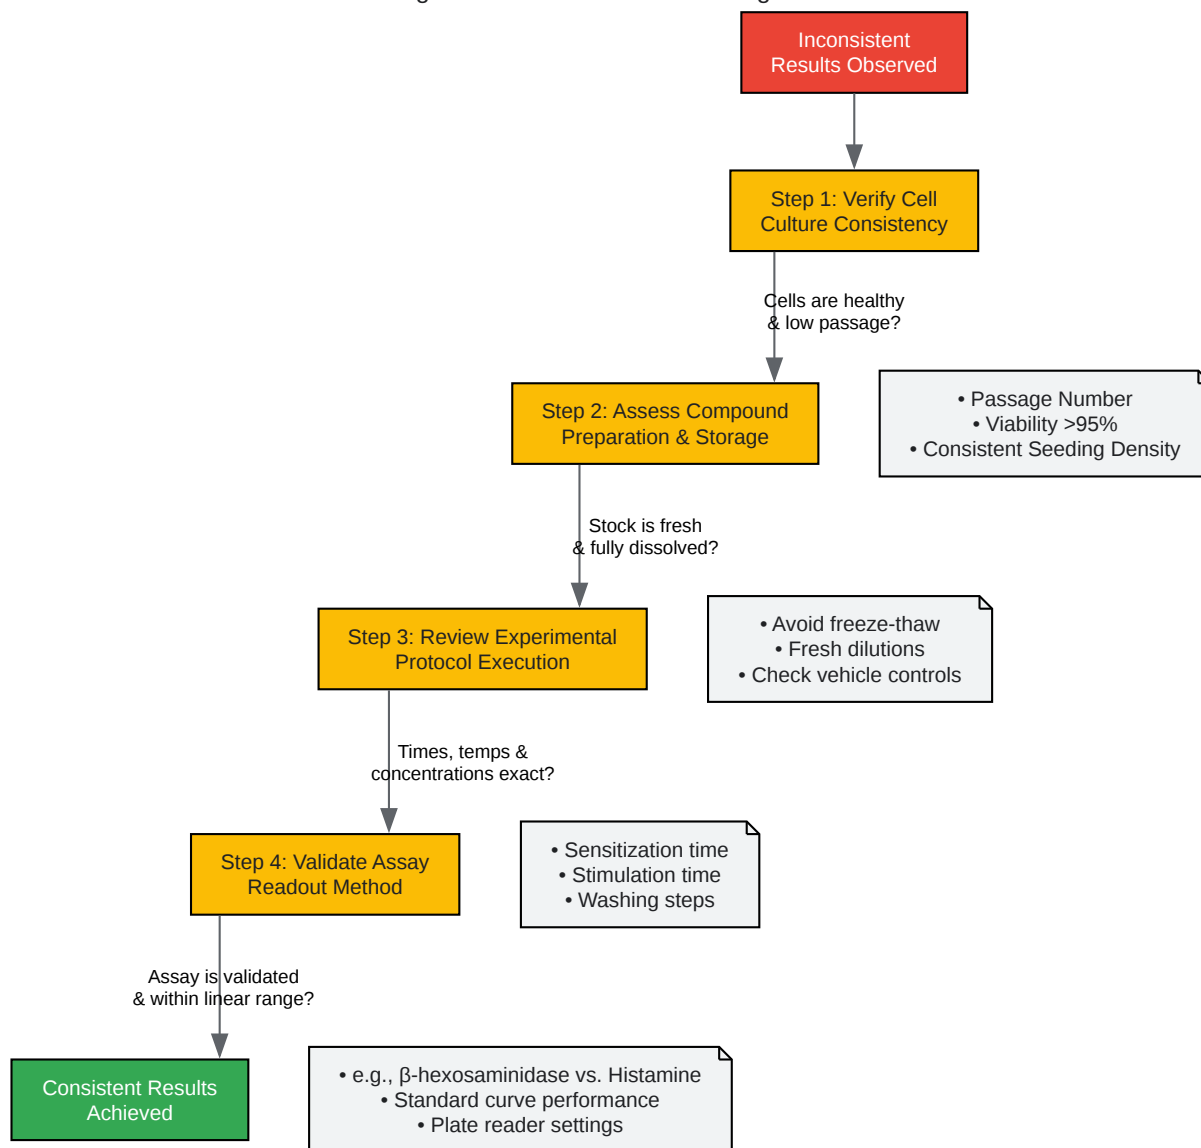 Inconsistent
Results Observed
Step 1: Verify Cell
Culture Consistency
Cells are healthy
& low passage?
Step 2: Assess Compound
Preparation & Storage
• Passage Number
• Viability >95%
• Consistent Seeding Density
Stock is fresh
& fully dissolved?
Step 3: Review Experimental
Protocol Execution
• Avoid freeze-thaw
• Fresh dilutions
• Check vehicle controls
Times, temps &
concentrations exact?
Step 4: Validate Assay
Readout Method
• Sensitization time
• Stimulation time
• Washing steps
Assay is validated
& within linear range?
Consistent Results
Achieved
• e.g., β-hexosaminidase vs. Histamine
• Standard curve performance
• Plate reader settings